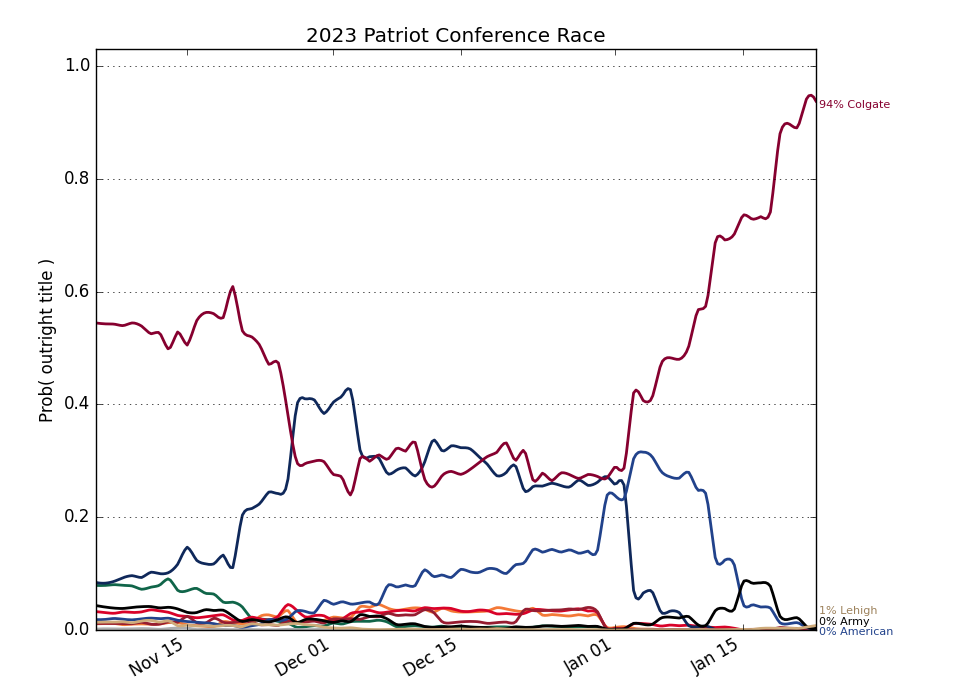 2023 Patriot Conference Race
1.0
0.8
0.6
0.4
0.2
0.0
Prob( outright title )
Nov 15
Dec 01
Dec 15
Jan 01
Jan 15
94% Colgate
1% Lehigh
0% Army
0% American